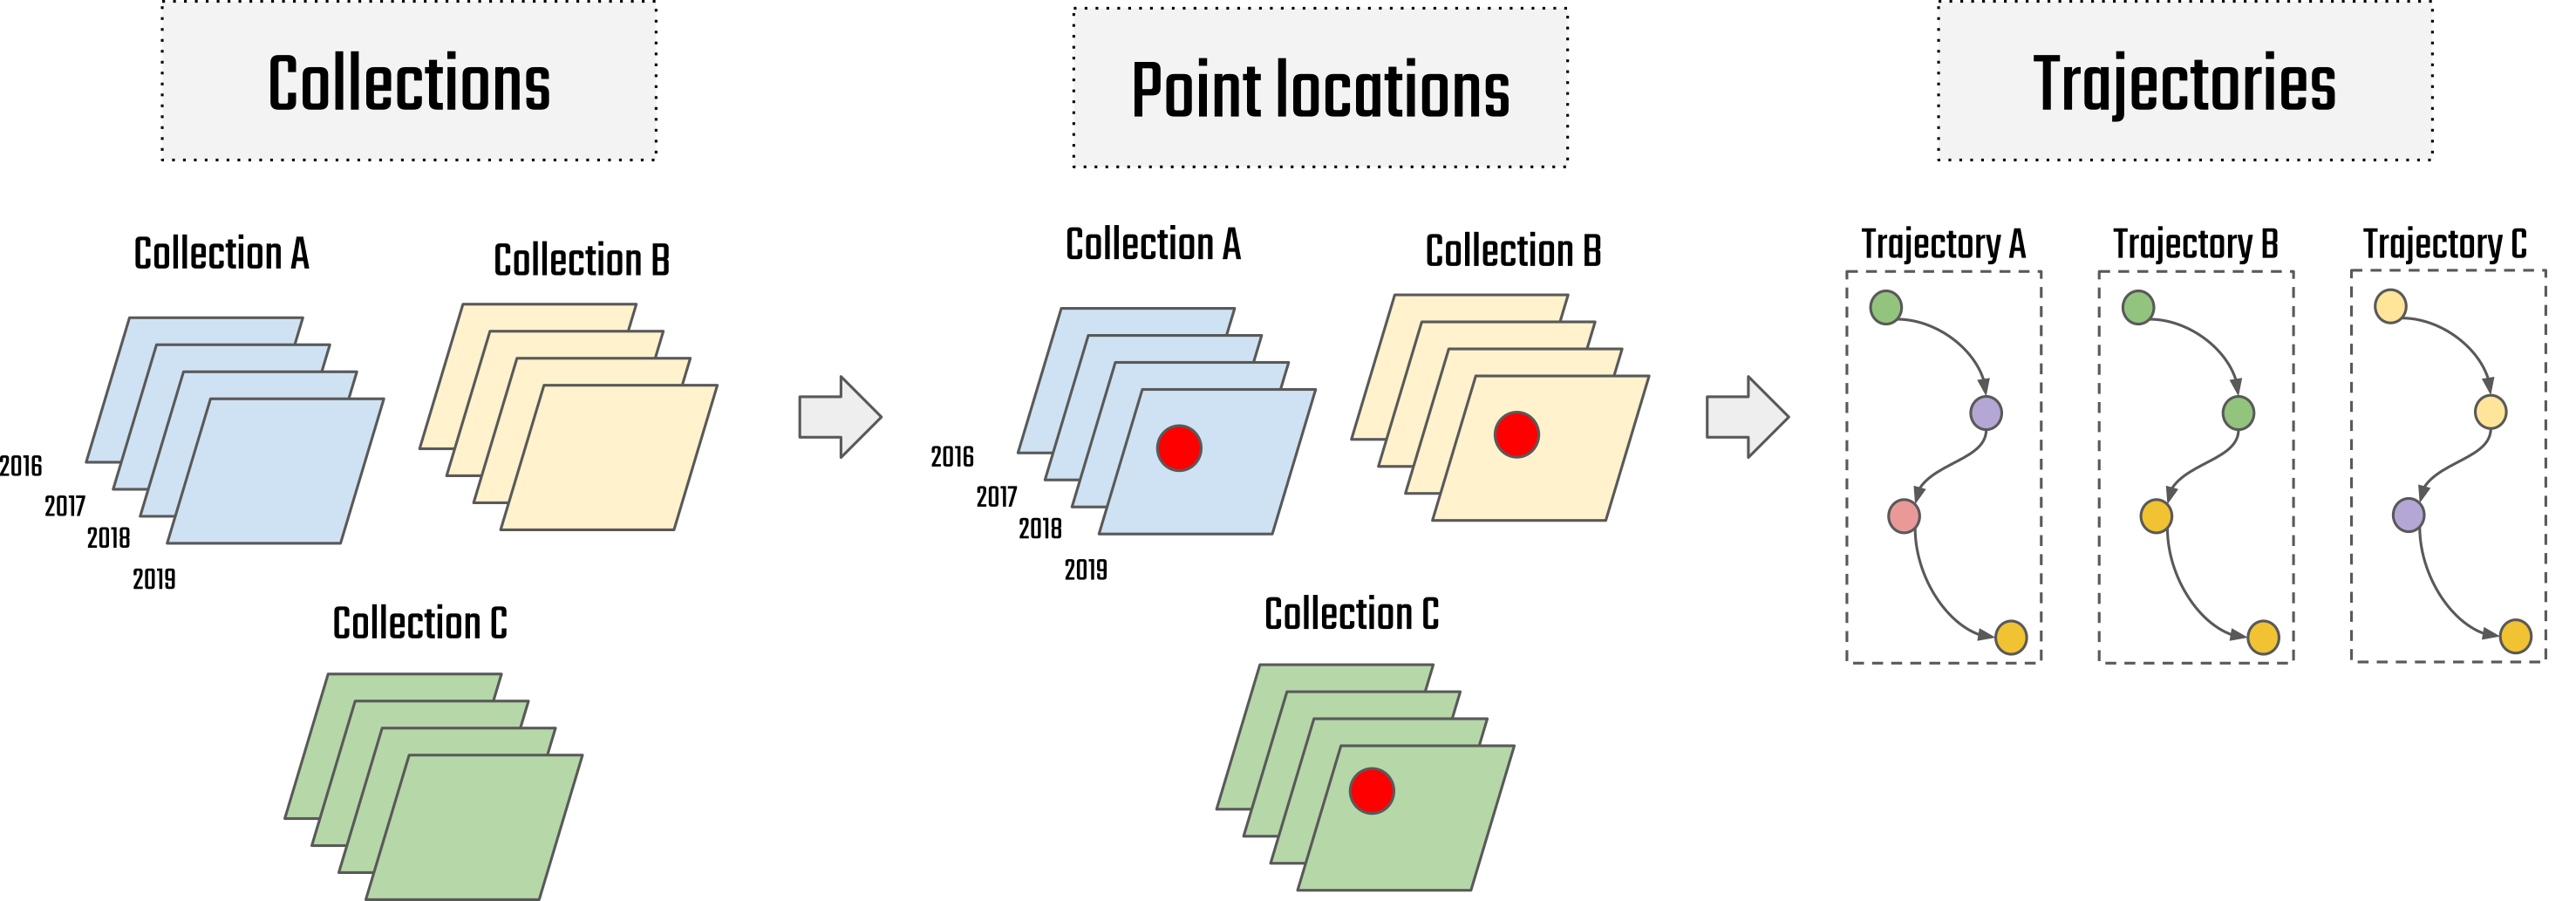 Collections
Point locations
Trajectories
Collection A
Collection B
2016
2017
2018
2019
Collection C
Collection A
Collection B
2016
2017
2018
2019
Collection C
Trajectory A
Trajectory B
Trajectory C